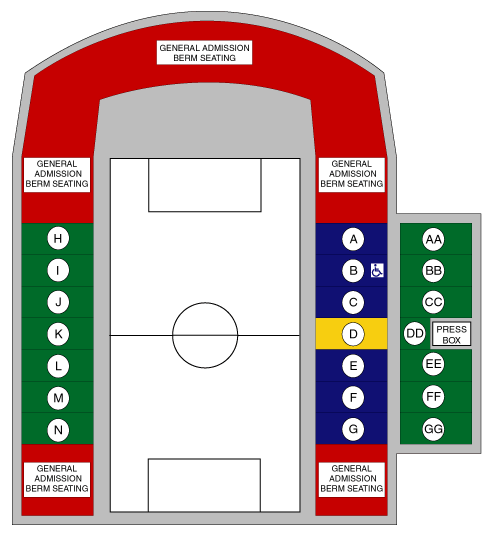 GENERAL ADMISSION
BERM SEATING
GENERAL
ADMISSION
BERM SEATING
GENERAL
ADMISSION
BERM SEATING
H
A
AA
I
B
BB
J
C
CC
K
D
DD
PRESS
BOX
L
E
EE
M
F
FF
N
G
GG
GENERAL
ADMISSION
BERM SEATING
GENERAL
ADMISSION
BERM SEATING